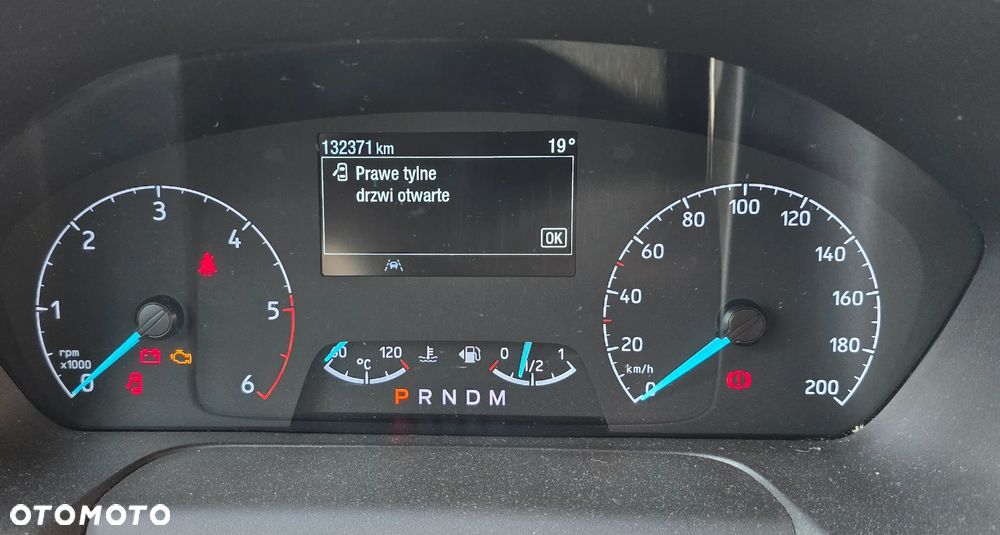 132371 km 19°
Prawe tylne
drzwi otwarte
OK
0 1 2 3 4 5 6
rpm
x1000
0 20 40 60 80 100 120 140 160 180 200
km/h
60 °C 120
0 1/2 1
P R N D M
OTOMOTO